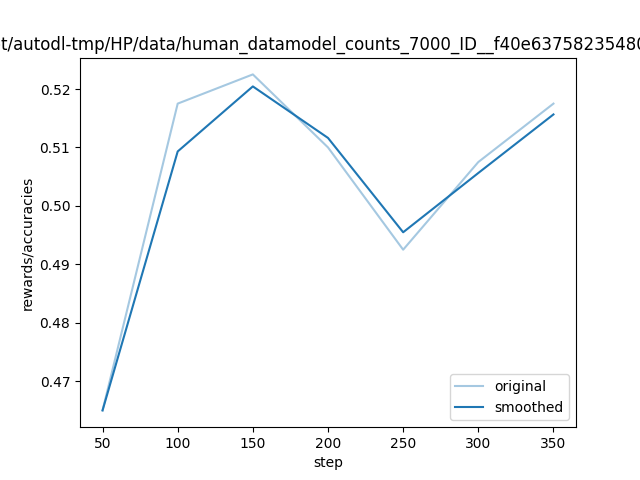 t/autodl-tmp/HP/data/human_datamodel_counts_7000_ID__f40e63758235480
0.52
0.51
0.50
0.49
0.48
0.47
rewards/accuracies
50 100 150 200 250 300 350
step
original
smoothed